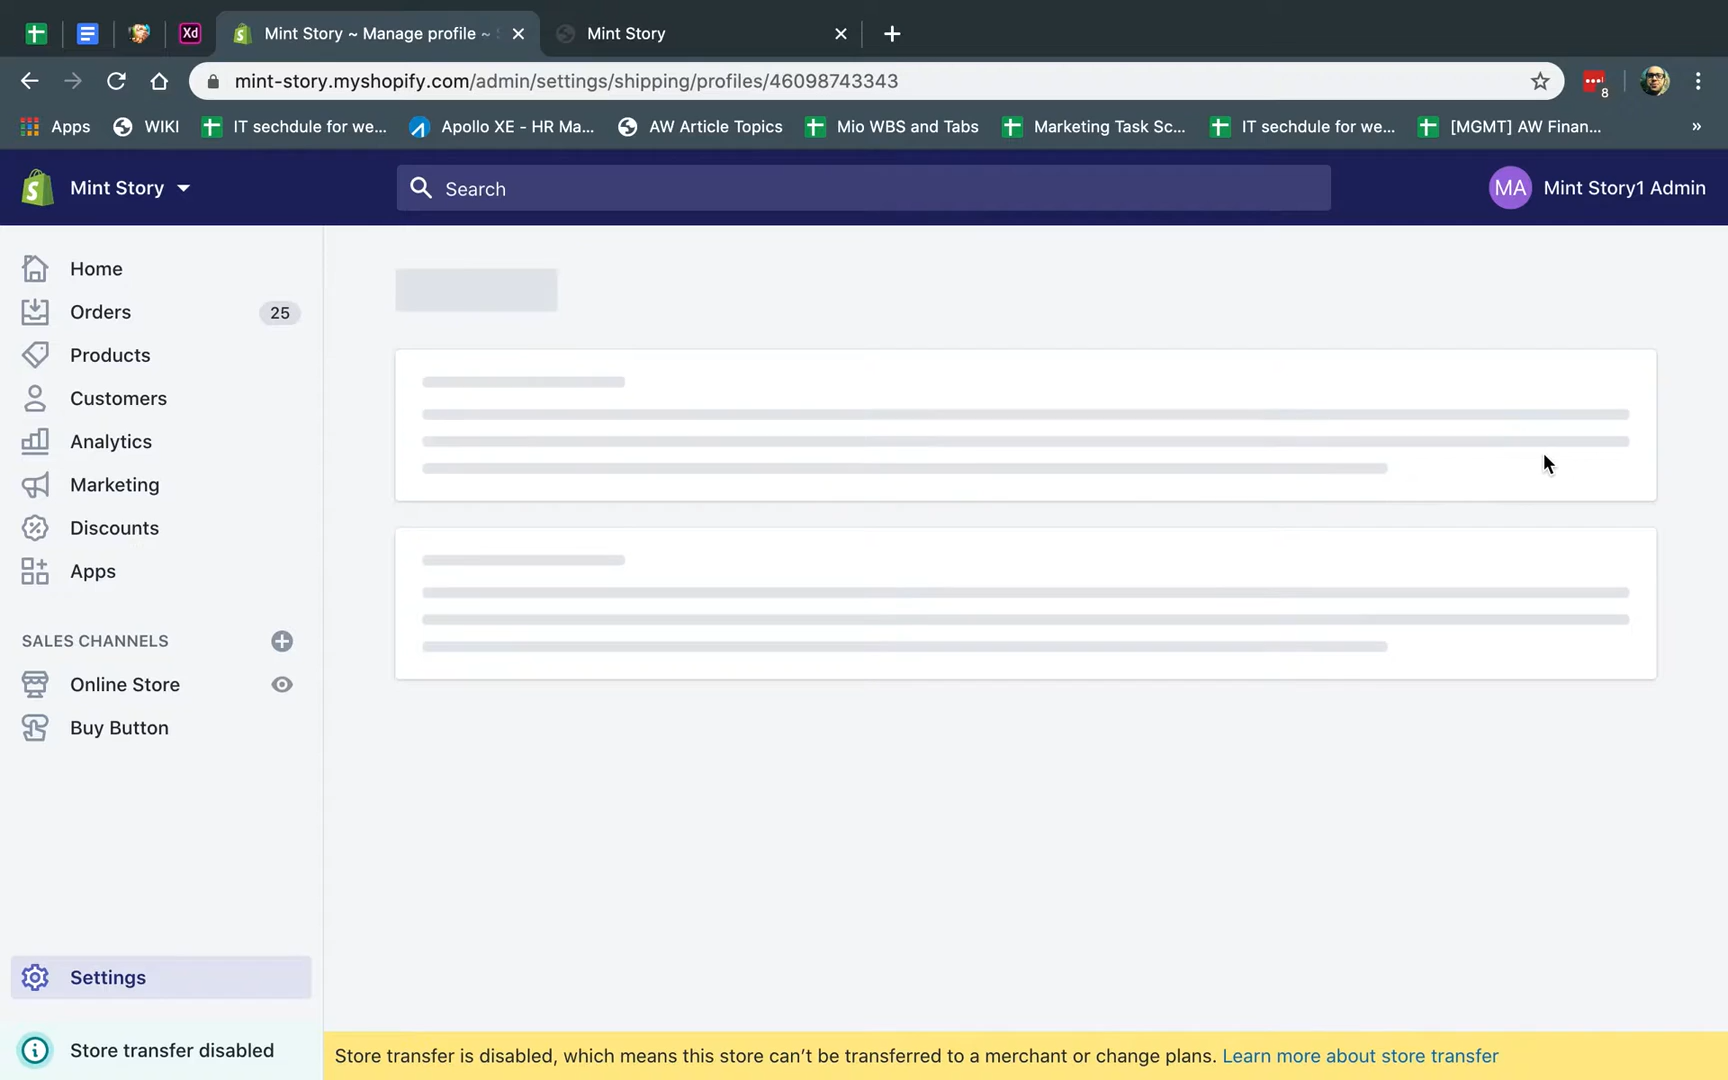 Xd
Mint Story ~ Manage profile ~
Mint Story
mint-story.myshopify.com/admin/settings/shipping/profiles/46098743343
8
Apps
WIKI
IT sechdule for we...
Apollo XE - HR Ma...
AW Article Topics
Mio WBS and Tabs
Marketing Task Sc...
IT sechdule for we...
[MGMT] AW Finan...
»
Mint Story
Search
MA
Mint Story1 Admin
Home
Orders
25
Products
Customers
Analytics
Marketing
Discounts
Apps
SALES CHANNELS
Online Store
Buy Button
Settings
Store transfer disabled
Store transfer is disabled, which means this store can’t be transferred to a merchant or change plans. Learn more about store transfer